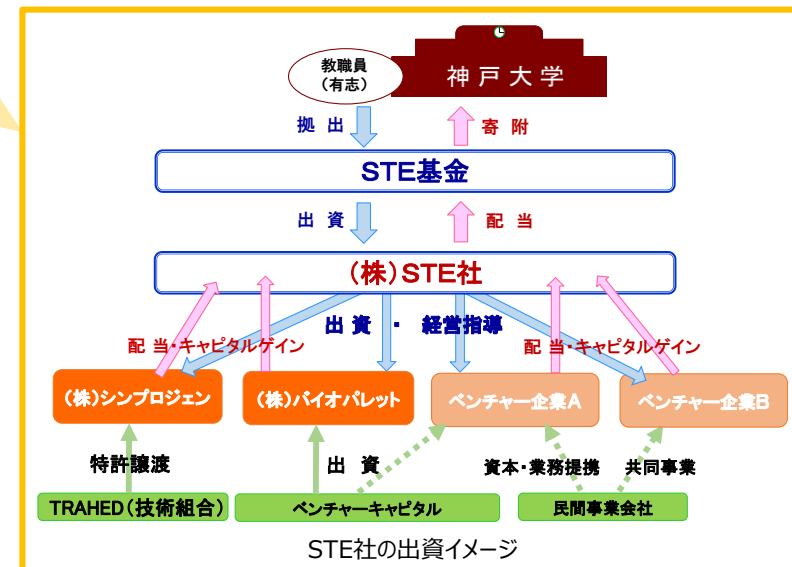 教職員
(有志)
神戸大学
拠 出
寄 附
STE基金
出 資
配 当
(株)STE社
出 資 ・ 経営指導
配 当・キャピタルゲイン
配 当・キャピタルゲイン
(株)シンプロジェン
(株)バイオパレット
ベンチャー企業A
ベンチャー企業B
特許譲渡
出 資
資本・業務提携
共同事業
TRAHED(技術組合)
ベンチャーキャピタル
民間事業会社
STE社の出資イメージ